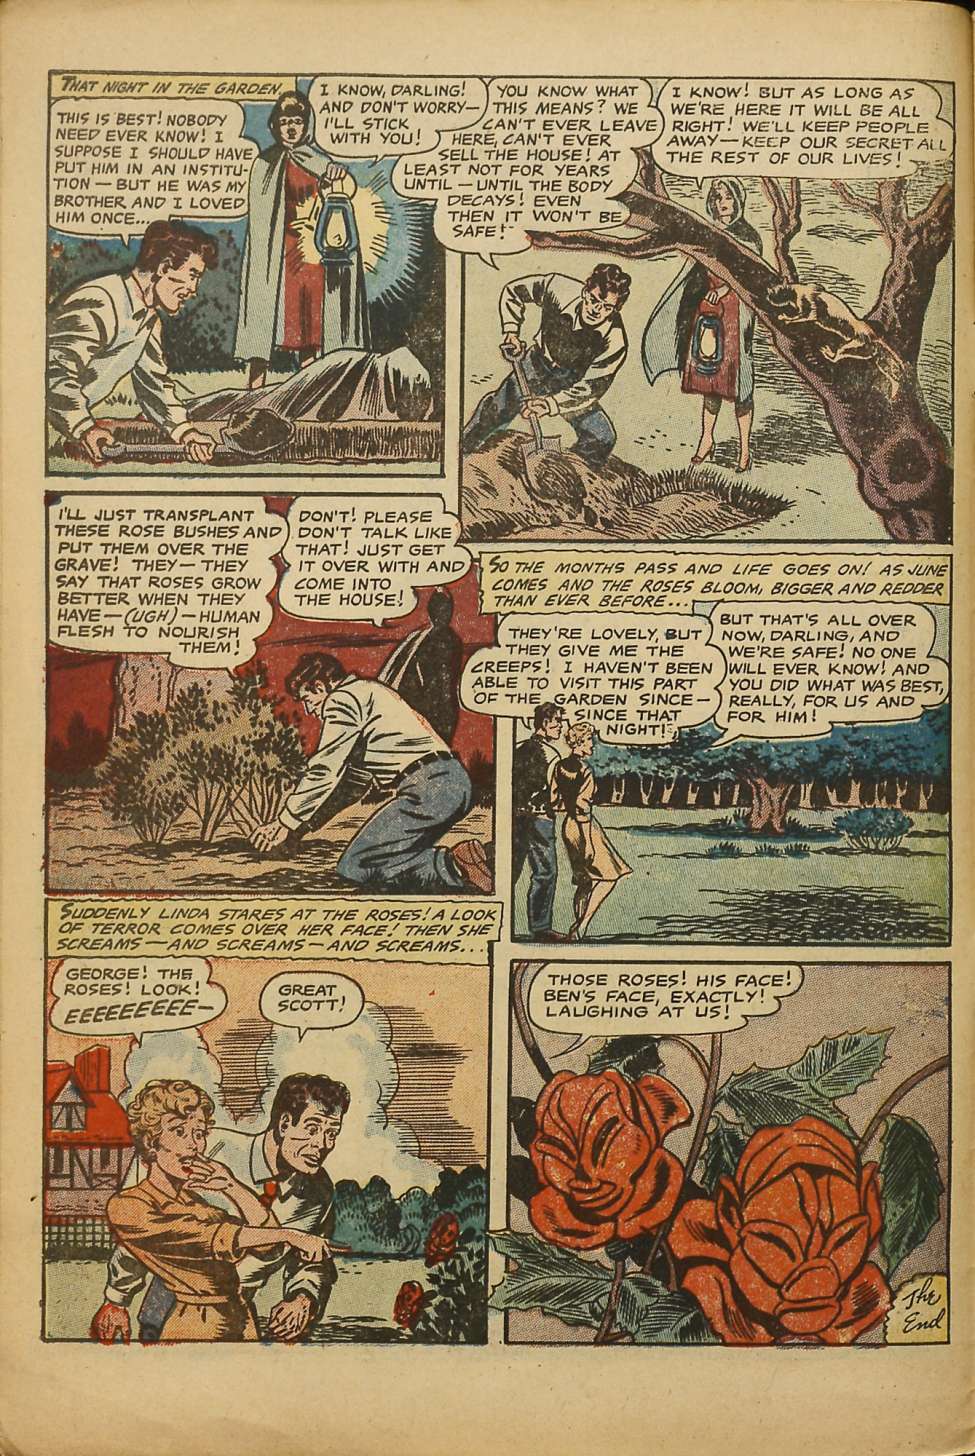 THAT NIGHT IN THE GARDEN,
THIS IS BEST! NOBODY
NEED EVER KNOW! I
SUPPOSE I SHOULD HAVE
PUT HIM IN AN INSTITU-
TION — BUT HE WAS MY
BROTHER AND I LOVED
HIM ONCE...
I KNOW, DARLING!
AND DON'T WORRY—
I'LL STICK
WITH YOU!
YOU KNOW WHAT
THIS MEANS? WE
CAN'T EVER LEAVE
HERE, CAN'T EVER
SELL THE HOUSE! AT
LEAST NOT FOR YEARS
UNTIL — UNTIL THE BODY
DECAYS! EVEN
THEN IT WON'T BE
SAFE!
I KNOW! BUT AS LONG AS
WE'RE HERE IT WILL BE ALL
RIGHT! WE'LL KEEP PEOPLE
AWAY — KEEP OUR SECRET ALL
THE REST OF OUR LIVES!
I'LL JUST TRANSPLANT
THESE ROSE BUSHES AND
PUT THEM OVER THE
GRAVE! THEY — THEY
SAY THAT ROSES GROW
BETTER WHEN THEY
HAVE — (UGH) — HUMAN
FLESH TO NOURISH
THEM!
DON'T! PLEASE
DON'T TALK LIKE
THAT! JUST GET
IT OVER WITH AND
COME INTO
THE HOUSE!
SO THE MONTHS PASS AND LIFE GOES ON! AS JUNE
COMES AND THE ROSES BLOOM, BIGGER AND REDDER
THAN EVER BEFORE...
THEY'RE LOVELY, BUT
THEY GIVE ME THE
CREEPS! I HAVEN'T BEEN
ABLE TO VISIT THIS PART
OF THE GARDEN SINCE —
SINCE THAT
NIGHT!
BUT THAT'S ALL OVER
NOW, DARLING, AND
WE'RE SAFE! NO ONE
WILL EVER KNOW! AND
YOU DID WHAT WAS BEST,
REALLY, FOR US AND
FOR HIM!
SUDDENLY LINDA STARES AT THE ROSES! A LOOK
OF TERROR COMES OVER HER FACE! THEN SHE
SCREAMS — AND SCREAMS — AND SCREAMS...
GEORGE! THE
ROSES! LOOK!
EEEEEEEEE—
GREAT
SCOTT!
THOSE ROSES! HIS FACE!
BEN'S FACE, EXACTLY!
LAUGHING AT US!
The
End